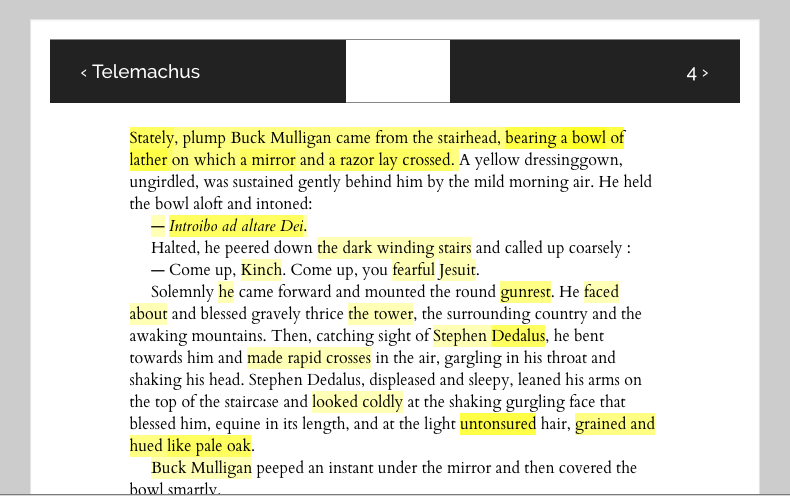 ‹ Telemachus
4 ›
Stately, plump Buck Mulligan came from the stairhead, bearing a bowl of
lather on which a mirror and a razor lay crossed. A yellow dressinggown,
ungirdled, was sustained gently behind him by the mild morning air. He held
the bowl aloft and intoned:
— Introibo ad altare Dei.
Halted, he peered down the dark winding stairs and called up coarsely :
— Come up, Kinch. Come up, you fearful Jesuit.
Solemnly he came forward and mounted the round gunrest. He faced
about and blessed gravely thrice the tower, the surrounding country and the
awaking mountains. Then, catching sight of Stephen Dedalus, he bent
towards him and made rapid crosses in the air, gargling in his throat and
shaking his head. Stephen Dedalus, displeased and sleepy, leaned his arms on
the top of the staircase and looked coldly at the shaking gurgling face that
blessed him, equine in its length, and at the light untonsured hair, grained and
hued like pale oak.
Buck Mulligan peeped an instant under the mirror and then covered the
bowl smartly.